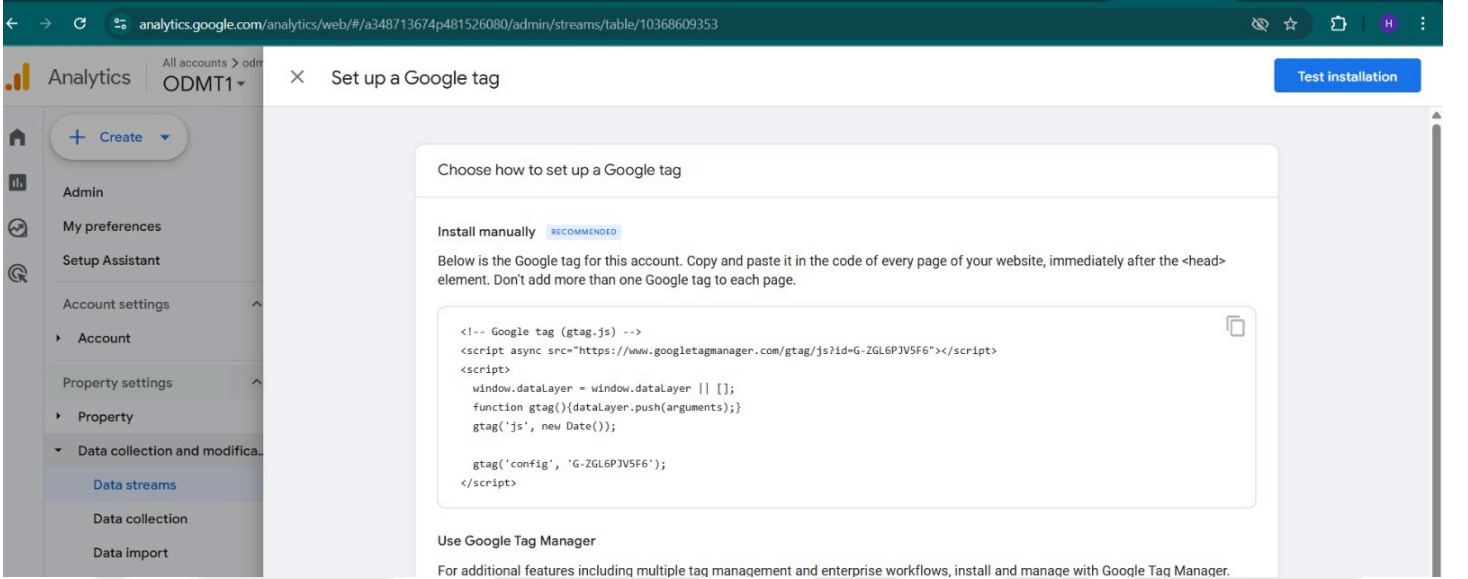 analytics.google.com/analytics/web/#/a348713674p481526080/admin/streams/table/10368609353
H
Analytics
All accounts > odm
ODMT1
Set up a Google tag
Test installation
Create
Admin
My preferences
Setup Assistant
Account settings
Account
Property settings
Property
Data collection and modifica..
Data streams
Data collection
Data import
Choose how to set up a Google tag
Install manually RECOMMENDED
Below is the Google tag for this account. Copy and paste it in the code of every page of your website, immediately after the <head>
element. Don't add more than one Google tag to each page.
<!-- Google tag (gtag.js) -->
<script async src="https://www.googletagmanager.com/gtag/js?id=G-ZGL6PJV5F6"></script>
<script>
window.dataLayer = window.dataLayer || [];
function gtag(){dataLayer.push(arguments);}
gtag('js', new Date());
gtag('config', 'G-ZGL6PJV5F6');
</script>
Use Google Tag Manager
For additional features including multiple tag management and enterprise workflows, install and manage with Google Tag Manager.